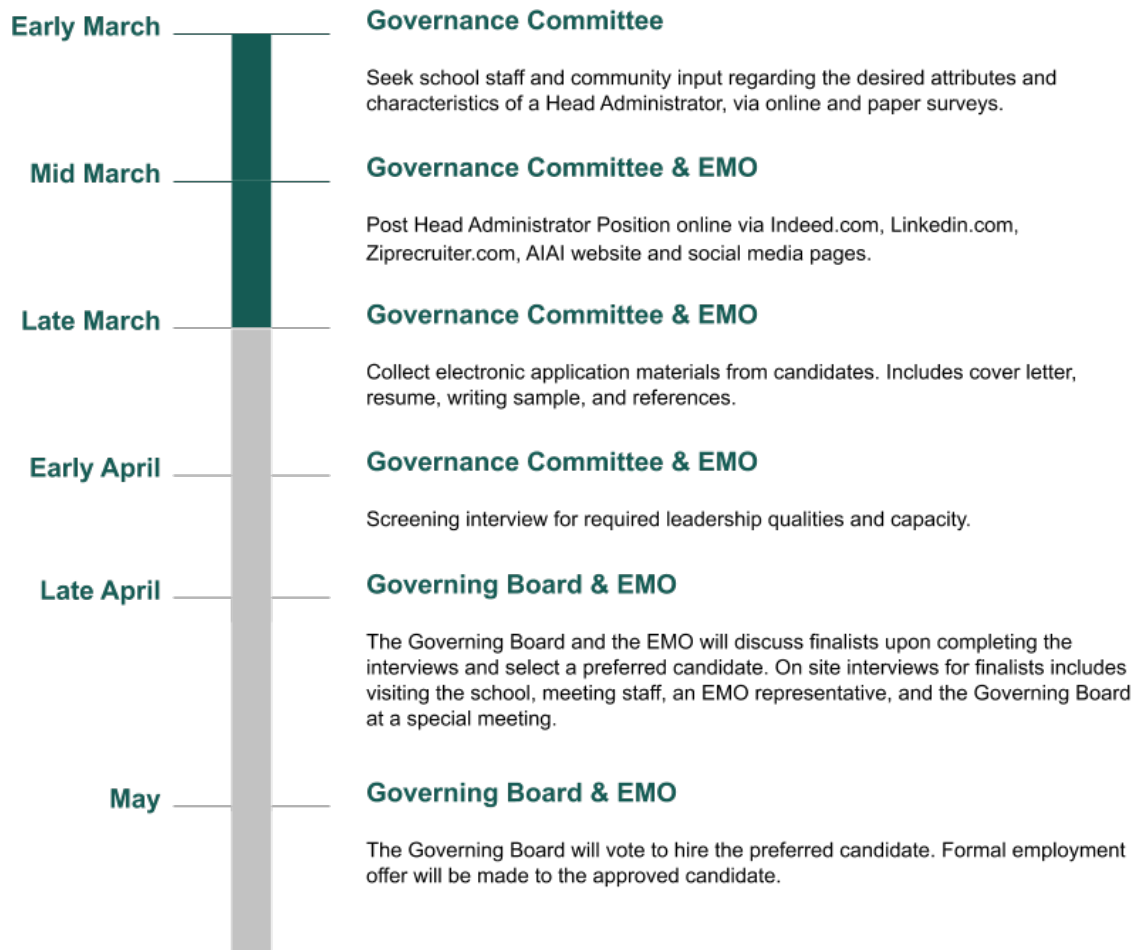 Early March
Governance Committee
Seek school staff and community input regarding the desired attributes and
characteristics of a Head Administrator, via online and paper surveys.
Mid March
Governance Committee & EMO
Post Head Administrator Position online via Indeed.com, Linkedin.com,
Ziprecruiter.com, AIAI website and social media pages.
Late March
Governance Committee & EMO
Collect electronic application materials from candidates. Includes cover letter,
resume, writing sample, and references.
Early April
Governance Committee & EMO
Screening interview for required leadership qualities and capacity.
Late April
Governing Board & EMO
The Governing Board and the EMO will discuss finalists upon completing the
interviews and select a preferred candidate. On site interviews for finalists includes
visiting the school, meeting staff, an EMO representative, and the Governing Board
at a special meeting.
May
Governing Board & EMO
The Governing Board will vote to hire the preferred candidate. Formal employment
offer will be made to the approved candidate.